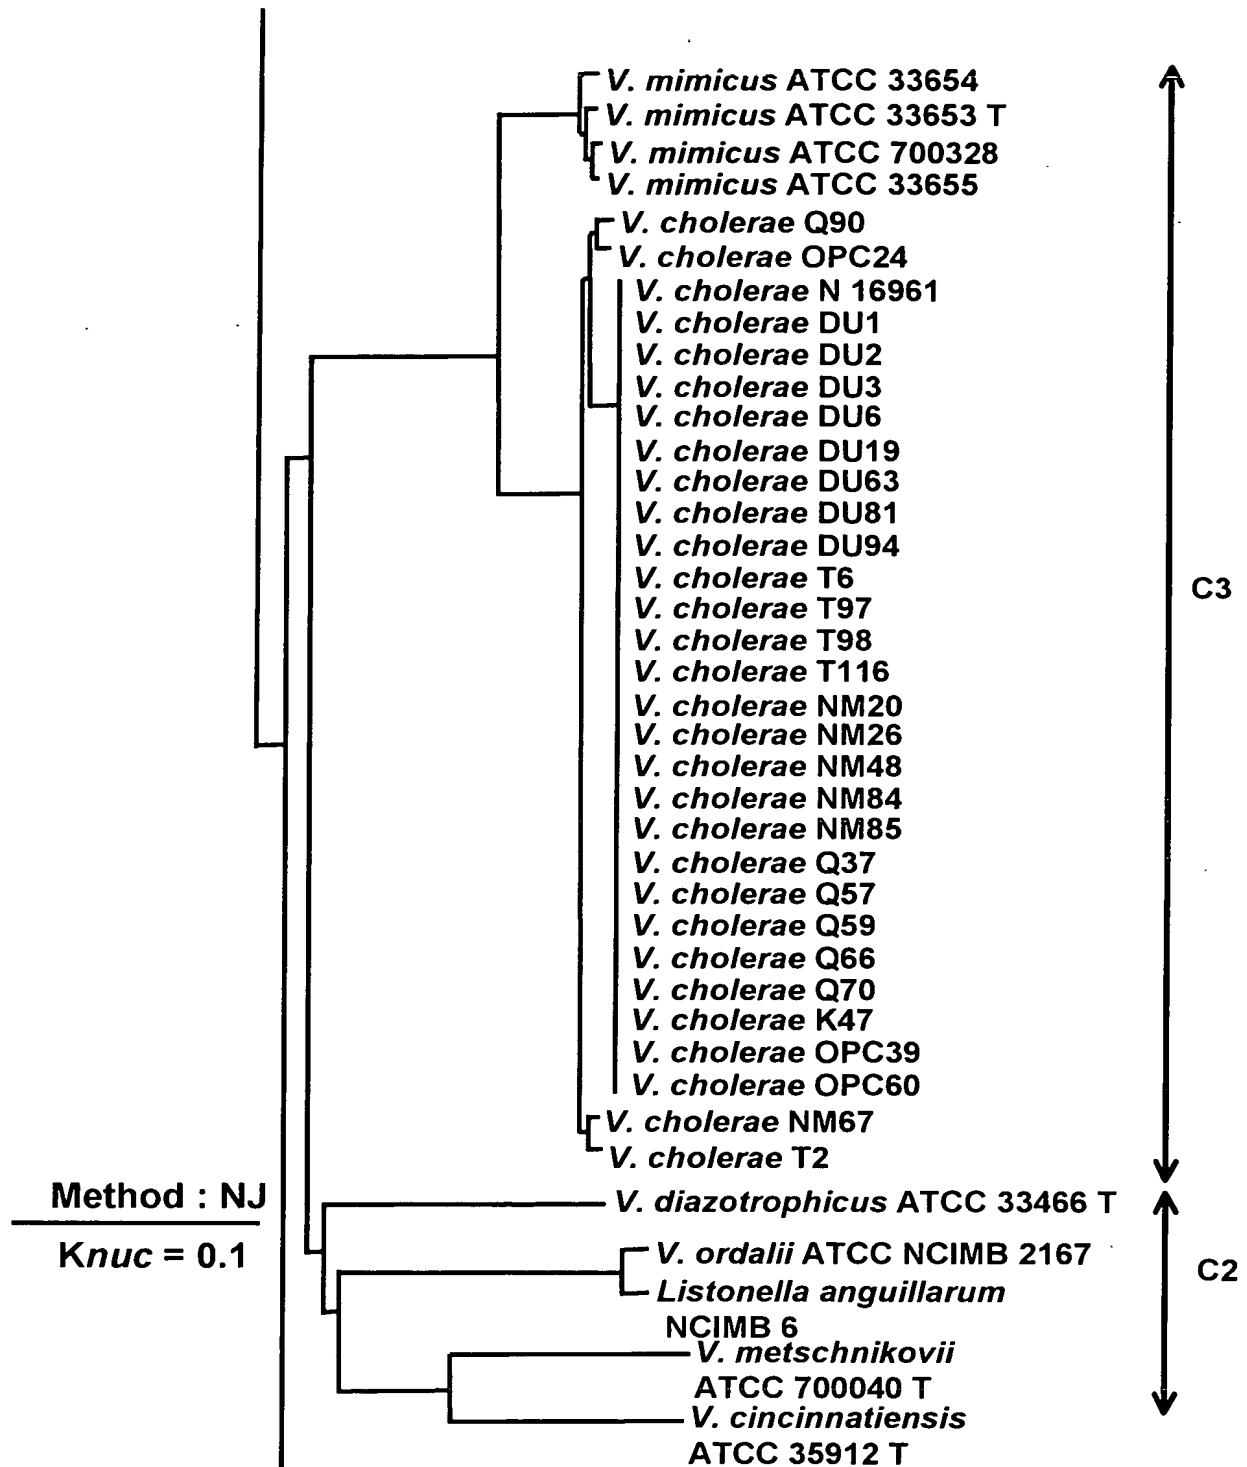 V. mimicus ATCC 33654
V. mimicus ATCC 33653 T
V. mimicus ATCC 700328
V. mimicus ATCC 33655
V. cholerae Q90
V. cholerae OPC24
V. cholerae N 16961
V. cholerae DU1
V. cholerae DU2
V. cholerae DU3
V. cholerae DU6
V. cholerae DU19
V. cholerae DU63
V. cholerae DU81
V. cholerae DU94
V. cholerae T6
V. cholerae T97
V. cholerae T98
V. cholerae T116
V. cholerae NM20
V. cholerae NM26
V. cholerae NM48
V. cholerae NM84
V. cholerae NM85
V. cholerae Q37
V. cholerae Q57
V. cholerae Q59
V. cholerae Q66
V. cholerae Q70
V. cholerae K47
V. cholerae OPC39
V. cholerae OPC60
V. cholerae NM67
V. cholerae T2
C3
V. diazotrophicus ATCC 33466 T
V. ordalii ATCC NCIMB 2167
Listonella anguillarum
NCIMB 6
V. metschnikovii
ATCC 700040 T
V. cincinnatiensis
ATCC 35912 T
C2
Method : NJ
Knuc = 0.1